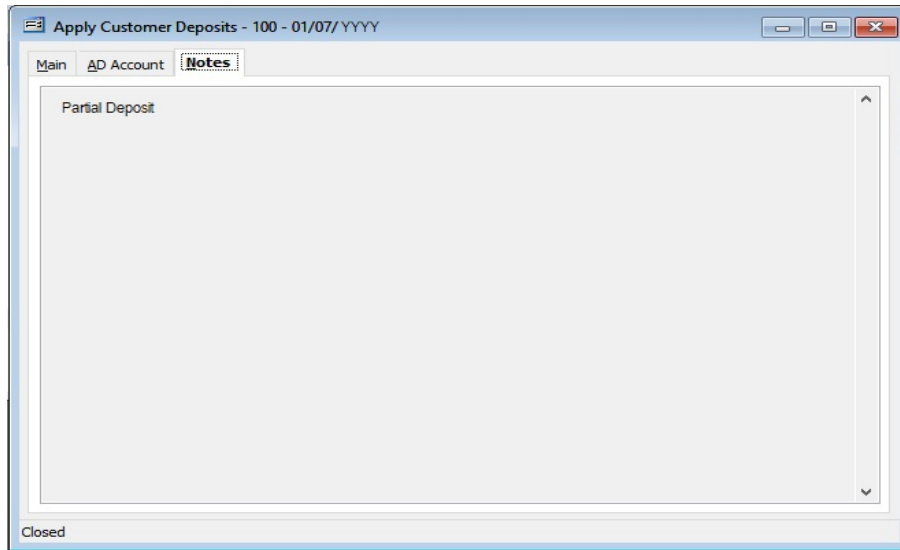 Apply Customer Deposits - 100 - 01/07/ YYYY
Main AD Account Notes
Partial Deposit
Closed